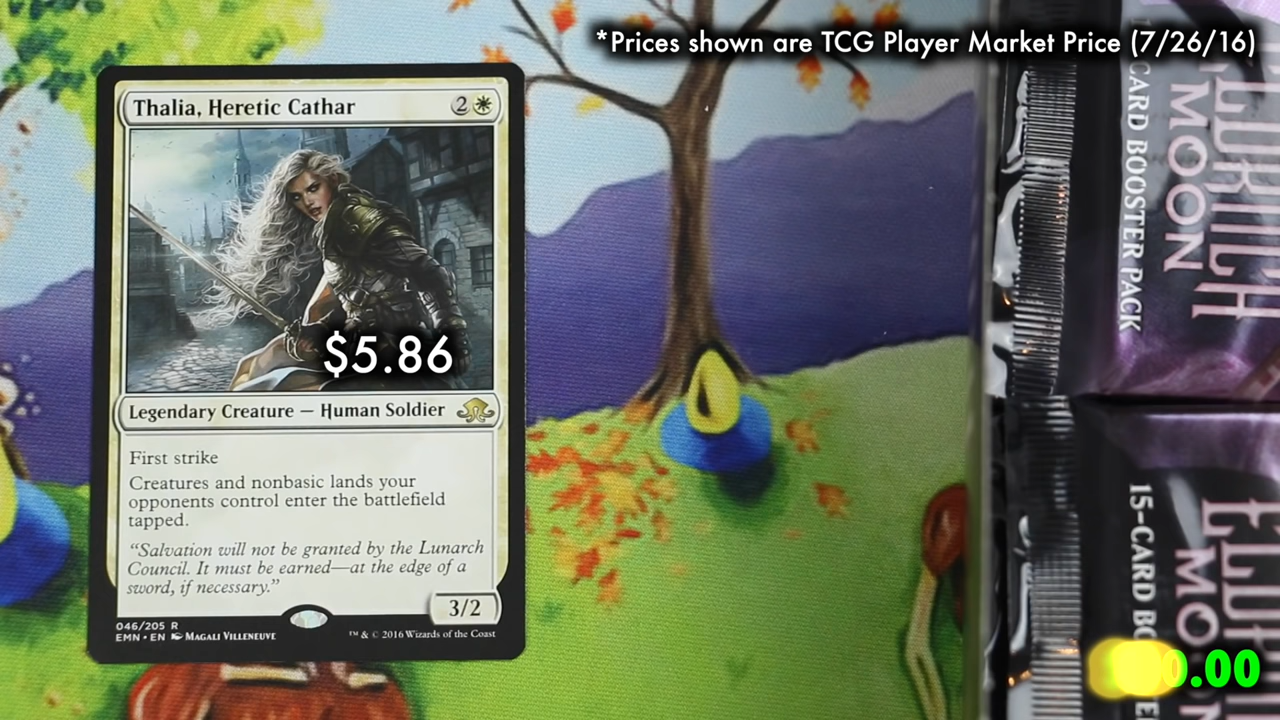 *Prices shown are TCG Player Market Price (7/26/16)
Thalia, Heretic Cathar 2
$5.86
Legendary Creature — Human Soldier
First strike
Creatures and nonbasic lands your
opponents control enter the battlefield
tapped.
"Salvation will not be granted by the Lunarch
Council. It must be earned—at the edge of a
sword, if necessary."
3/2
046/205 R
EMN • EN Magali Villeneuve
™ & © 2016 Wizards of the Coast
CARD BOOSTER PACK
MOON
15-CARD
0.00